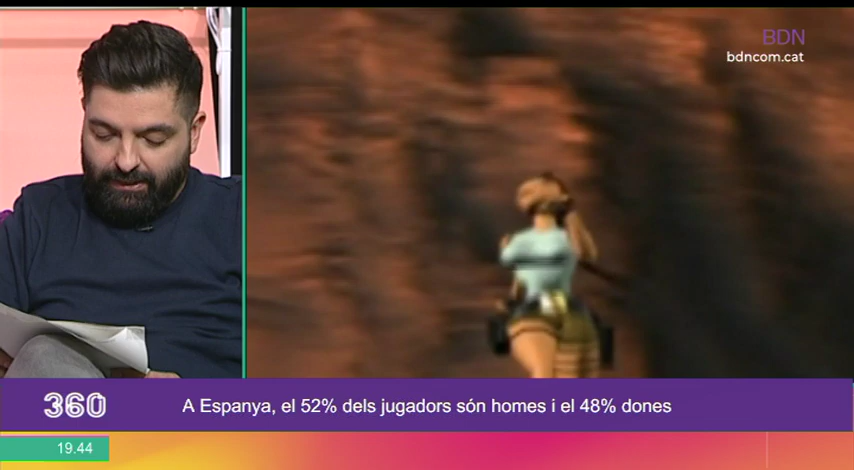 BDN
bdncom.cat
360
A Espanya, el 52% dels jugadors són homes i el 48% dones
19.44